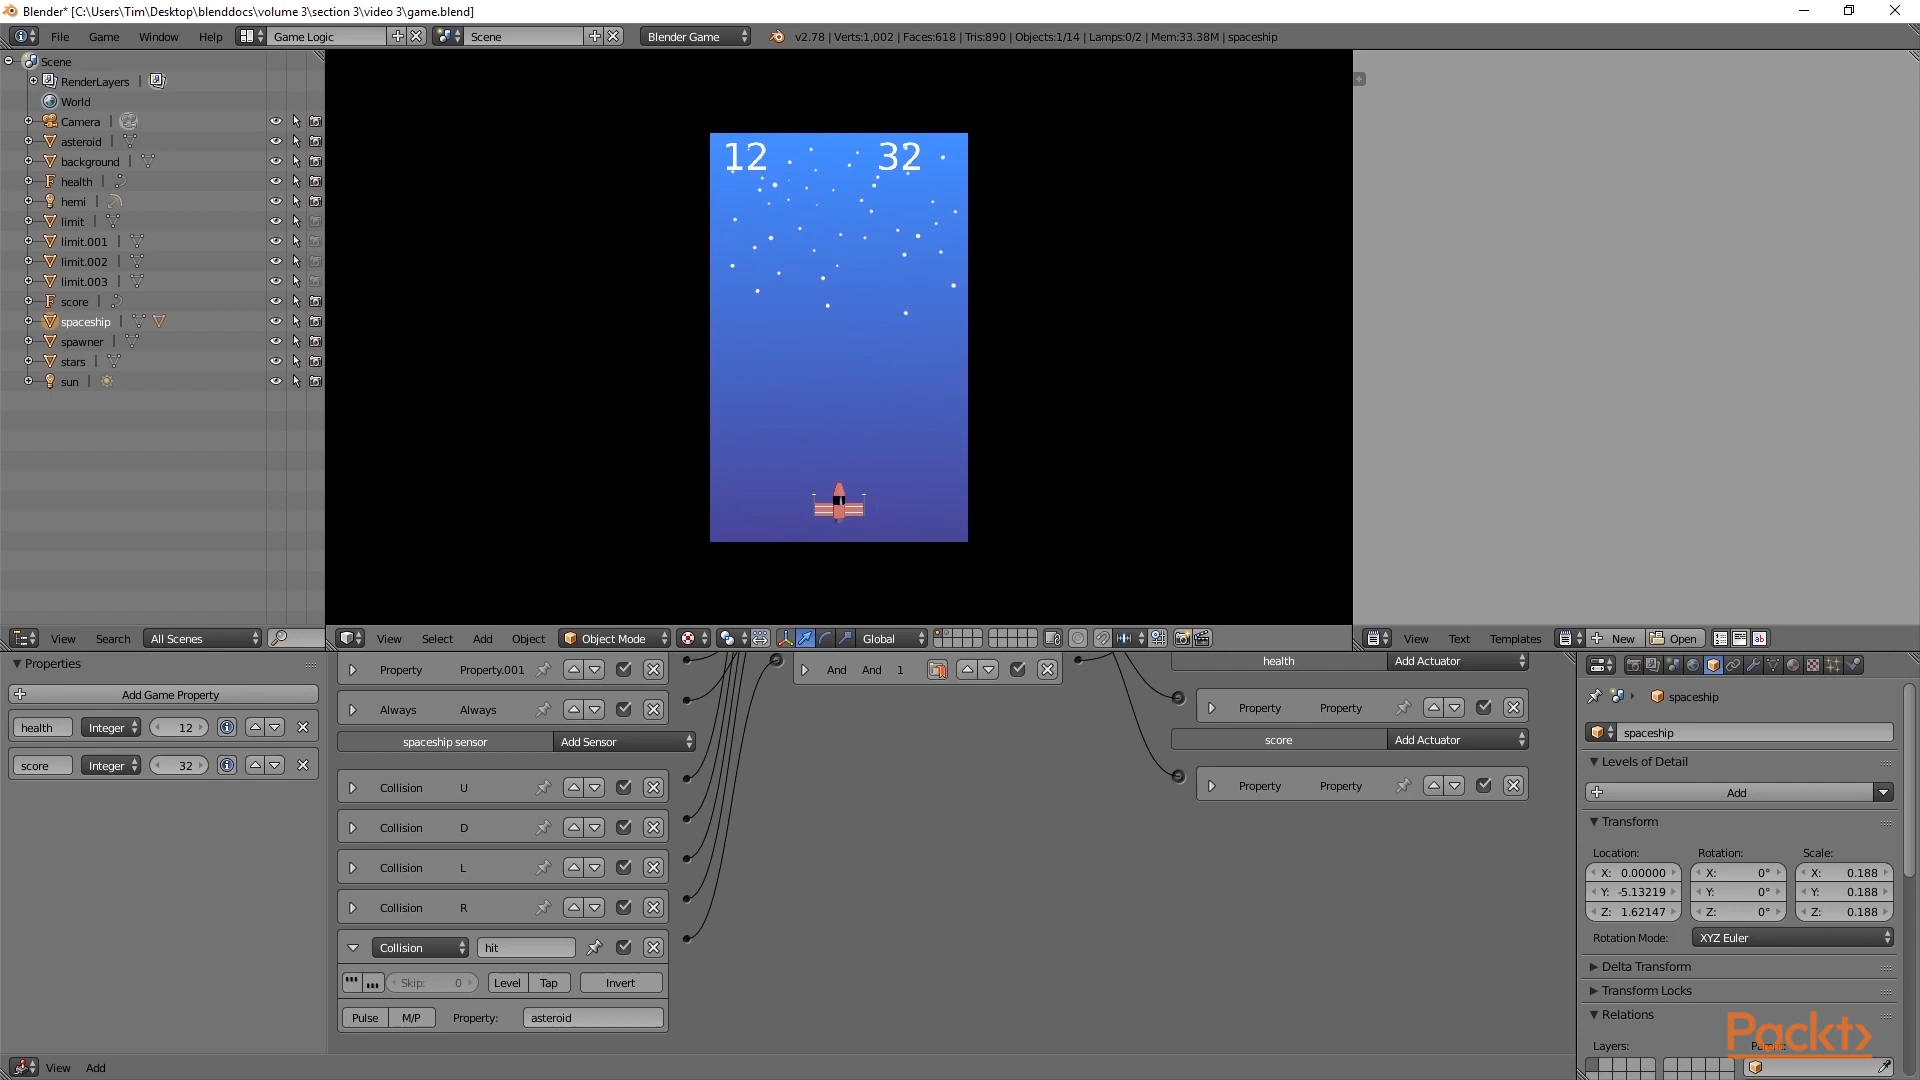 Blender* [C:\Users\Tim\Desktop\blenddocs\volume 3\section 3\video 3\game.blend]
File Game Window Help Game Logic Scene Blender Game v2.78 | Verts:1,002 | Faces:618 | Tris:890 | Objects:1/14 | Lamps:0/2 | Mem:33.38M | spaceship
Scene
RenderLayers
World
Camera
asteroid
background
health
hemi
limit
limit.001
limit.002
limit.003
score
spaceship
spawner
stars
sun
12 32
View Search All Scenes
View Select Add Object Object Mode Global
View Text Templates New Open
Properties
Add Game Property
health Integer 12
score Integer 32
Property Property.001
Always Always
spaceship sensor Add Sensor
Collision U
Collision D
Collision L
Collision R
Collision hit
Skip: 0 Level Tap Invert
Pulse M/P Property: asteroid
And And 1
health Add Actuator
Property Property
score Add Actuator
Property Property
spaceship
spaceship
Levels of Detail
Add
Transform
Location: Rotation: Scale:
X: 0.00000 X: 0° X: 0.188
Y: -5.13219 Y: 0° Y: 0.188
Z: 1.62147 Z: 0° Z: 0.188
Rotation Mode: XYZ Euler
Delta Transform
Transform Locks
Relations
Layers:
Packt>
View Add